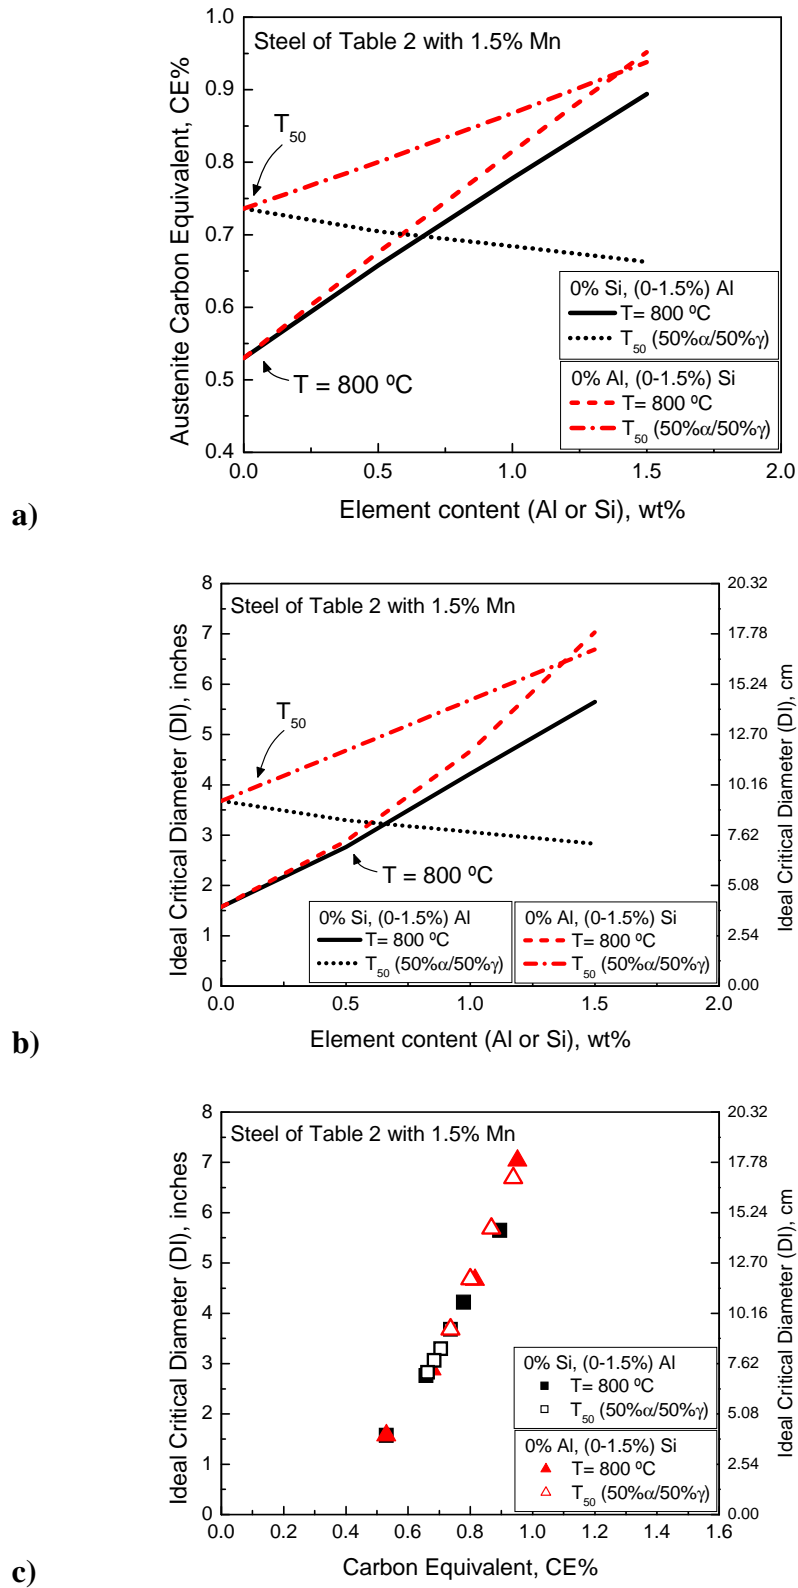 Steel of Table 2 with 1.5% Mn
Austenite Carbon Equivalent, CE%
1.0
0.9
0.8
0.7
0.6
0.5
0.4
T50
T = 800 ºC
0% Si, (0-1.5%) Al
T= 800 ºC
T50 (50%α/50%γ)
0% Al, (0-1.5%) Si
T= 800 ºC
T50 (50%α/50%γ)
0.0 0.5 1.0 1.5 2.0
Element content (Al or Si), wt%
a)
Steel of Table 2 with 1.5% Mn
Ideal Critical Diameter (DI), inches
8
7
6
5
4
3
2
1
0
T50
T = 800 ºC
0% Si, (0-1.5%) Al
T= 800 ºC
T50 (50%α/50%γ)
0% Al, (0-1.5%) Si
T= 800 ºC
T50 (50%α/50%γ)
20.32
17.78
15.24
12.70
10.16
7.62
5.08
2.54
0.00
Ideal Critical Diameter (DI), cm
0.0 0.5 1.0 1.5 2.0
Element content (Al or Si), wt%
b)
Steel of Table 2 with 1.5% Mn
Ideal Critical Diameter (DI), inches
8
7
6
5
4
3
2
1
0
0% Si, (0-1.5%) Al
T= 800 ºC
T50 (50%α/50%γ)
0% Al, (0-1.5%) Si
T= 800 ºC
T50 (50%α/50%γ)
20.32
17.78
15.24
12.70
10.16
7.62
5.08
2.54
0.00
Ideal Critical Diameter (DI), cm
0.0 0.2 0.4 0.6 0.8 1.0 1.2 1.4 1.6
Carbon Equivalent, CE%
c)